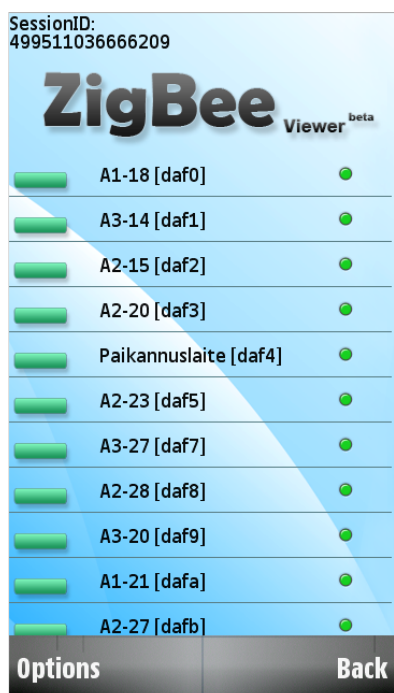 SessionID:
499511036666209
ZigBee Viewer beta
A1-18 [daf0]
A3-14 [daf1]
A2-15 [daf2]
A2-20 [daf3]
Paikannuslaite [daf4]
A2-23 [daf5]
A3-27 [daf7]
A2-28 [daf8]
A3-20 [daf9]
A1-21 [dafa]
A2-27 [dafb]
Options Back